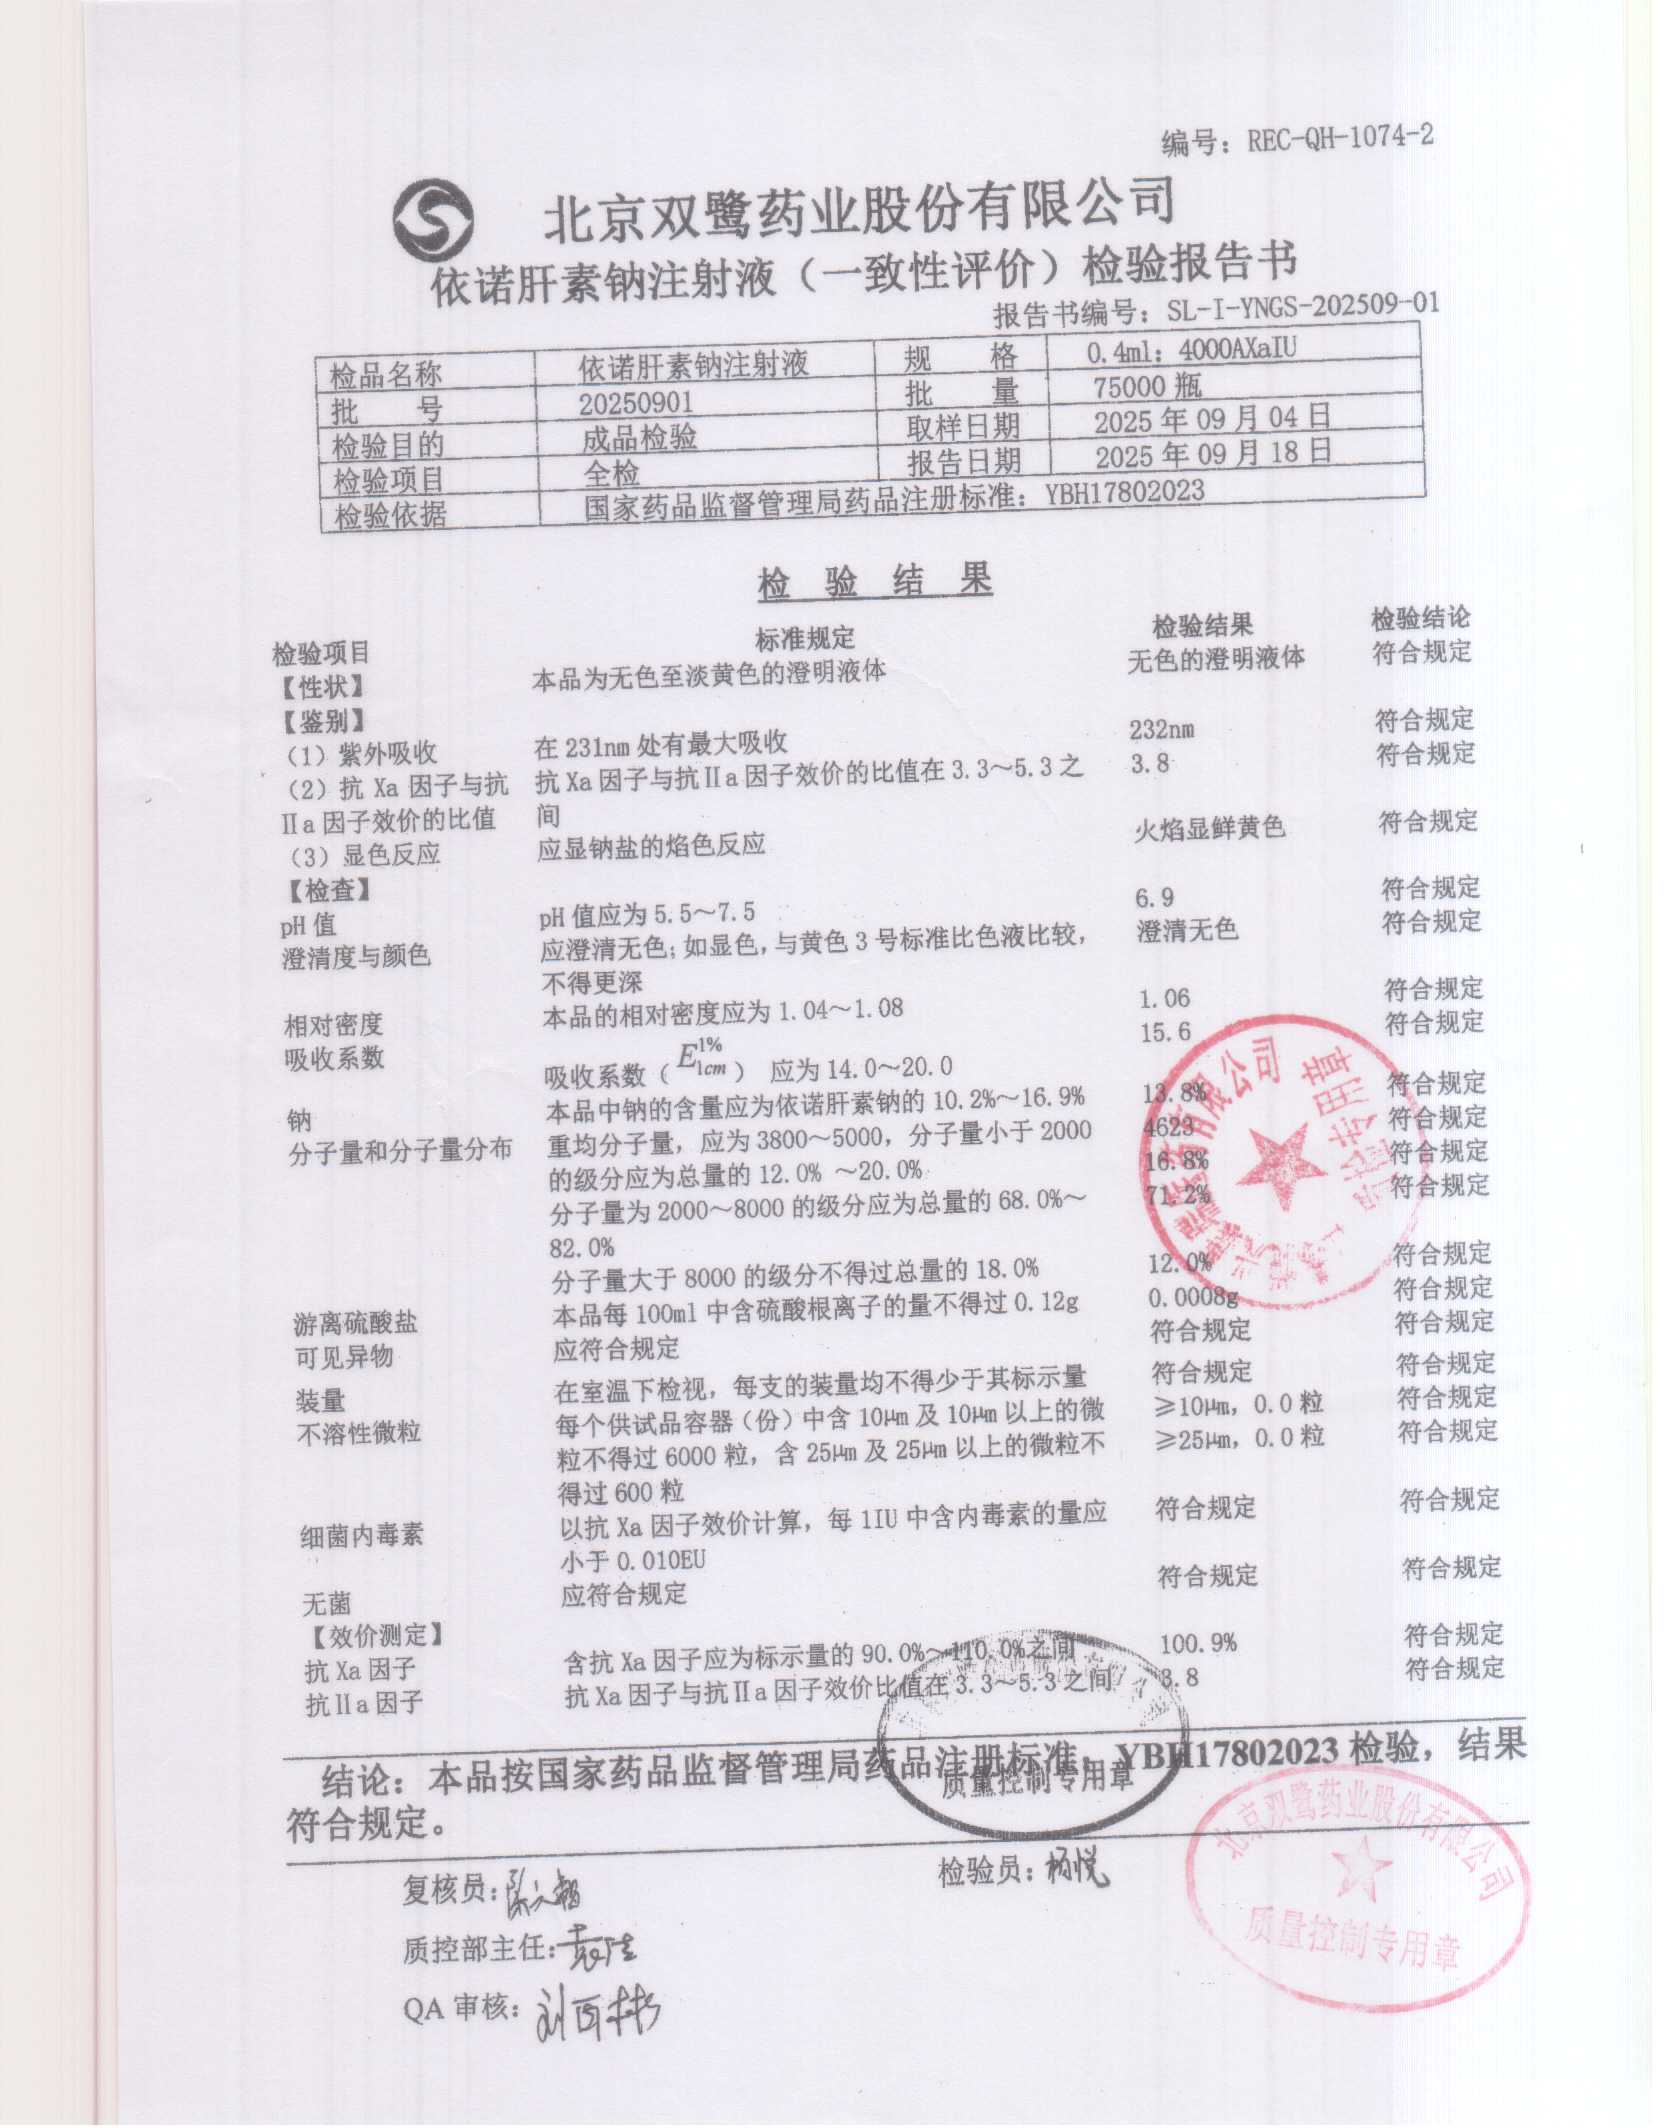 编号：REC-QH-1074-2
北京双鹭药业股份有限公司
依诺肝素钠注射液（一致性评价）检验报告书
报告书编号：SL-I-YNGS-202509-01
检品名称 依诺肝素钠注射液 规 格 0.4ml：4000AXaIU
批 号 20250901 批 量 75000 瓶
检验目的 成品检验 取样日期 2025 年 09 月 04 日
检验项目 全检 报告日期 2025 年 09 月 18 日
检验依据 国家药品监督管理局药品注册标准：YBH17802023
检 验 结 果
检验项目 标准规定 检验结果 检验结论
【性状】 本品为无色至淡黄色的澄明液体 无色的澄明液体 符合规定
【鉴别】
（1）紫外吸收 在 231nm 处有最大吸收 232nm 符合规定
（2）抗 Xa 因子与抗 抗 Xa 因子与抗Ⅱa 因子效价的比值在 3.3～5.3 之 3.8 符合规定
Ⅱa 因子效价的比值 间
（3）显色反应 应显钠盐的焰色反应 火焰显鲜黄色 符合规定
【检查】
pH 值 pH 值应为 5.5～7.5 6.9 符合规定
澄清度与颜色 应澄清无色；如显色，与黄色 3 号标准比色液比较， 澄清无色 符合规定
不得更深
相对密度 本品的相对密度应为 1.04～1.08 1.06 符合规定
吸收系数 吸收系数（E1%1cm） 应为 14.0～20.0 15.6 符合规定
钠 本品中钠的含量应为依诺肝素钠的 10.2%～16.9% 13.8% 符合规定
分子量和分子量分布 重均分子量，应为 3800～5000，分子量小于 2000 4623 符合规定
的级分应为总量的 12.0% ～20.0% 16.8% 符合规定
分子量为 2000～8000 的级分应为总量的 68.0%～ 71.2% 符合规定
82.0%
分子量大于 8000 的级分不得过总量的 18.0% 12.0% 符合规定
游离硫酸盐 本品每 100ml 中含硫酸根离子的量不得过 0.12g 0.0008g 符合规定
可见异物 应符合规定 符合规定 符合规定
装量 在室温下检视，每支的装量均不得少于其标示量 符合规定 符合规定
不溶性微粒 每个供试品容器（份）中含 10μm 及 10μm 以上的微 ≥10μm，0.0 粒 符合规定
粒不得过 6000 粒，含 25μm 及 25μm 以上的微粒不 ≥25μm，0.0 粒 符合规定
得过 600 粒
细菌内毒素 以抗 Xa 因子效价计算，每 1IU 中含内毒素的量应 符合规定 符合规定
小于 0.010EU
无菌 应符合规定 符合规定 符合规定
【效价测定】
抗 Xa 因子 含抗 Xa 因子应为标示量的 90.0%～110.0%之间 100.9% 符合规定
抗Ⅱa 因子 抗 Xa 因子与抗Ⅱa 因子效价比值在 3.3～5.3 之间 3.8 符合规定
结论：本品按国家药品监督管理局药品注册标准：YBH17802023 检验，结果
符合规定。
质量控制专用章
复核员： 检验员：杨悦
质控部主任：
QA 审核：
北京双鹭药业股份有限公司
质量控制专用章